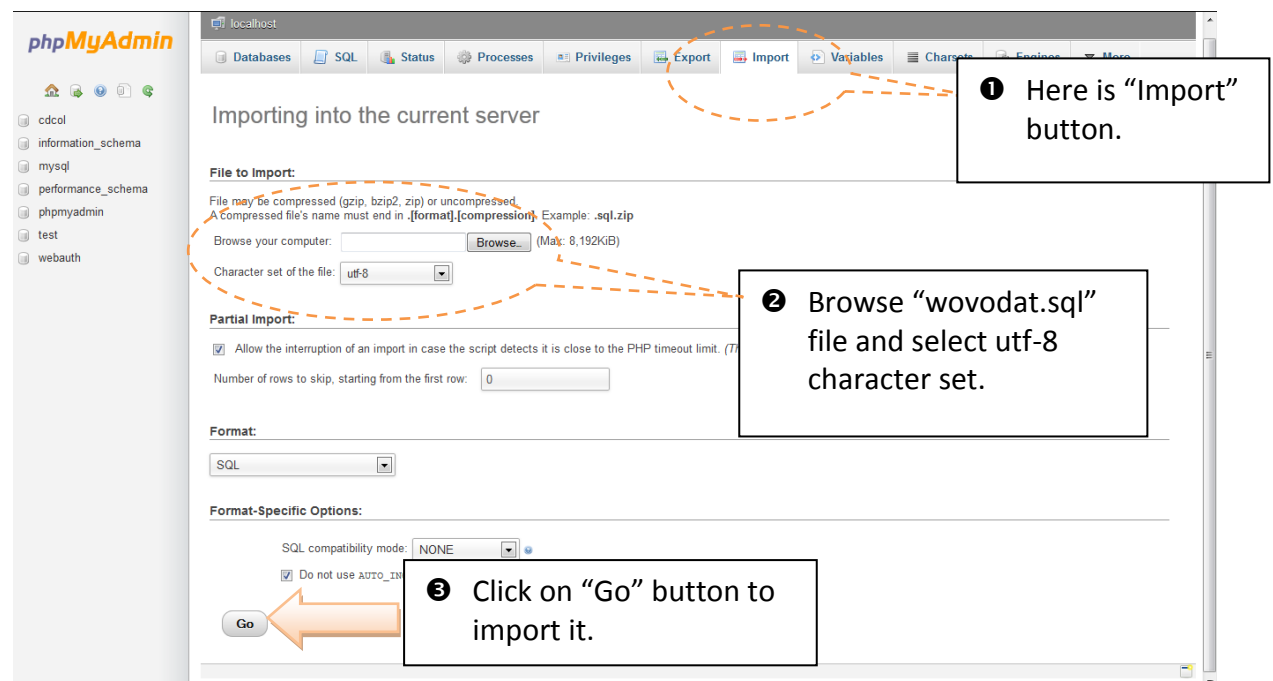 phpMyAdmin
localhost
Databases SQL Status Processes Privileges Export Import Variables Charsets Engines More
cdcol
information_schema
mysql
performance_schema
phpmyadmin
test
webauth
Importing into the current server
❶ Here is “Import”
button.
File to Import:
File may be compressed (gzip, bzip2, zip) or uncompressed.
A compressed file's name must end in .[format].[compression]. Example: .sql.zip
Browse your computer: Browse... (Max: 8,192KiB)
Character set of the file: utf-8
❷ Browse “wovodat.sql”
file and select utf-8
character set.
Partial Import:
Allow the interruption of an import in case the script detects it is close to the PHP timeout limit.
Number of rows to skip, starting from the first row: 0
Format:
SQL
Format-Specific Options:
SQL compatibility mode: NONE
Do not use
❸ Click on “Go” button to
import it.
Go